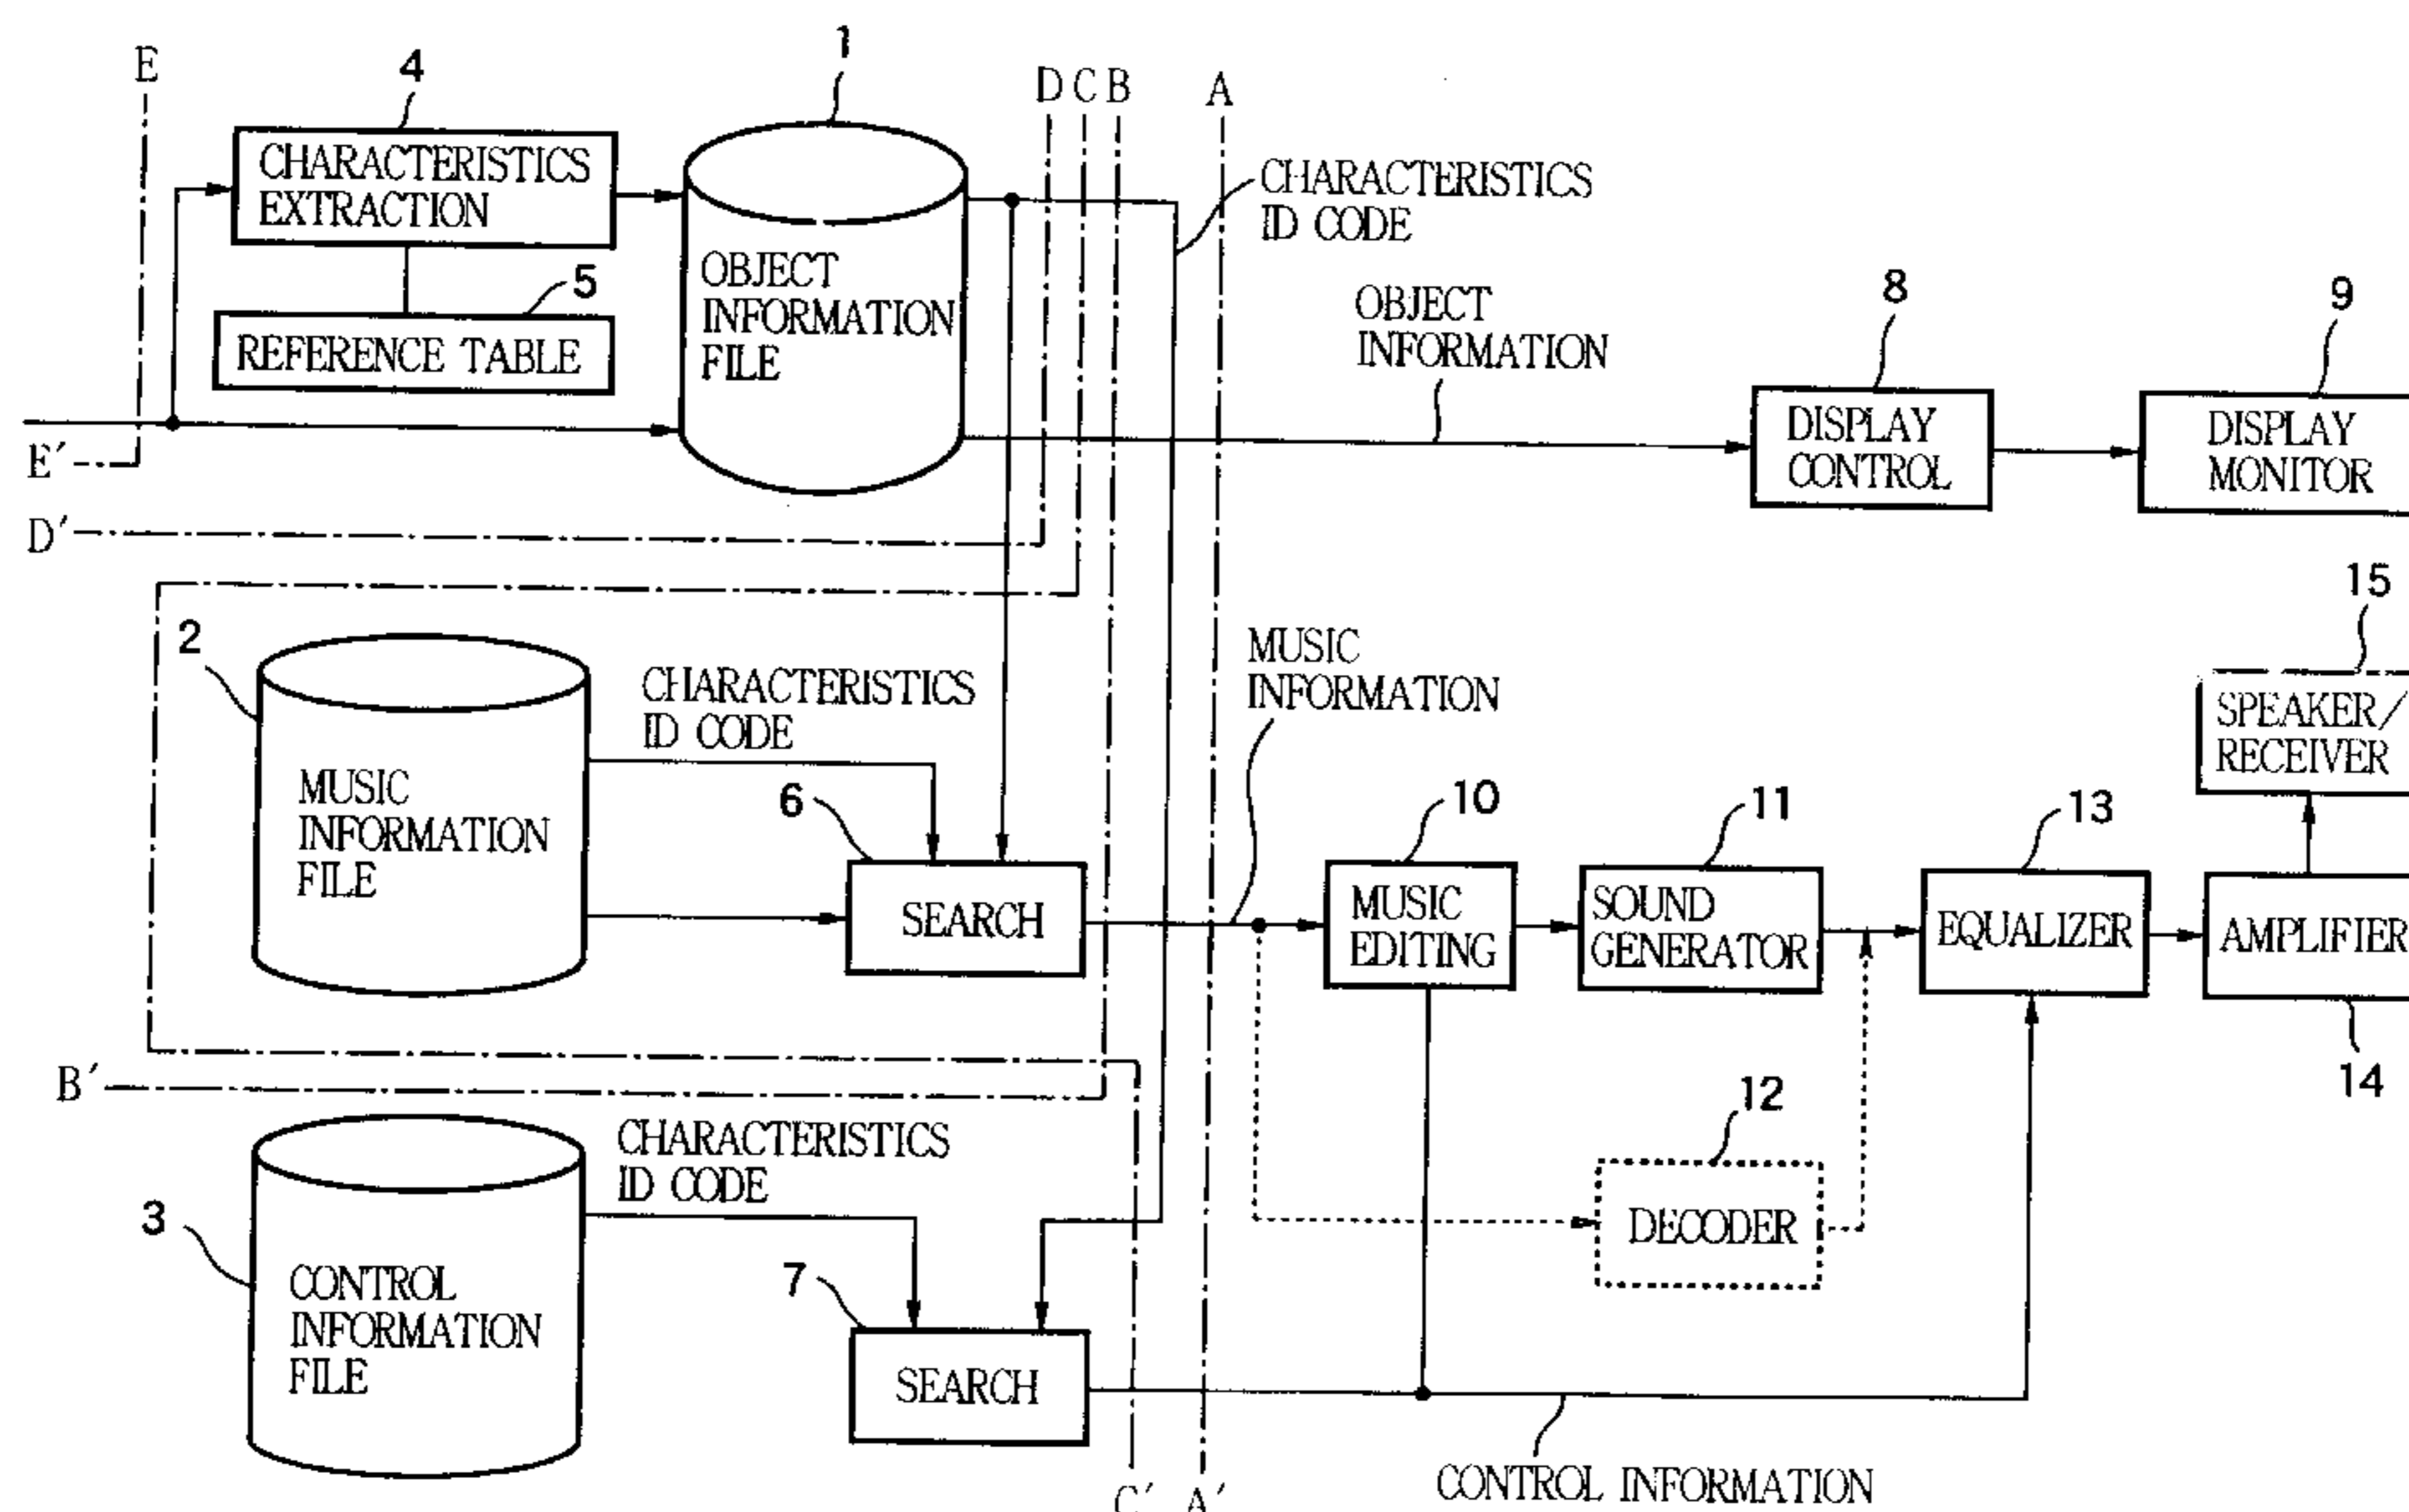 1
E
4
D C B
A
CHARACTERISTICS
EXTRACTION
CHARACTERISTICS
ID CODE
5
OBJECT
INFORMATION
FILE
REFERENCE TABLE
OBJECT
INFORMATION
8
9
DISPLAY
CONTROL
DISPLAY
MONITOR
E′
D′
15
2
MUSIC
INFORMATION
CHARACTERISTICS
ID CODE
SPEAKER/
RECEIVER
MUSIC
INFORMATION
FILE
6
10
11
13
SEARCH
MUSIC
EDITING
SOUND
GENERATOR
EQUALIZER
AMPLIFIER
14
B′
12
CHARACTERISTICS
ID CODE
3
DECODER
7
CONTROL
INFORMATION
FILE
SEARCH
CONTROL INFORMATION
C′ A′